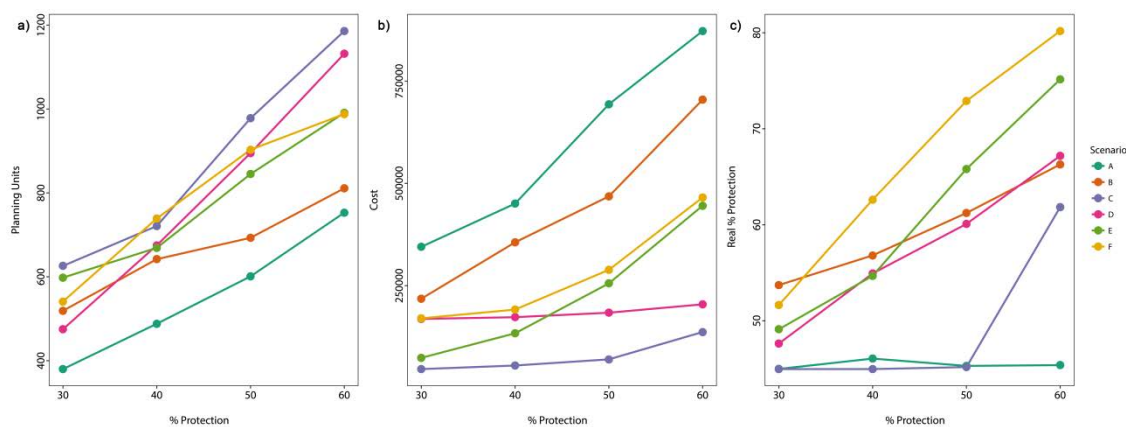 a)
1200
1000
800
600
400
Planning Units
30 40 50 60
% Protection
b)
750000
500000
250000
Cost
30 40 50 60
% Protection
c)
80
70
60
50
Real % Protection
30 40 50 60
% Protection
Scenario
A
B
C
D
E
F